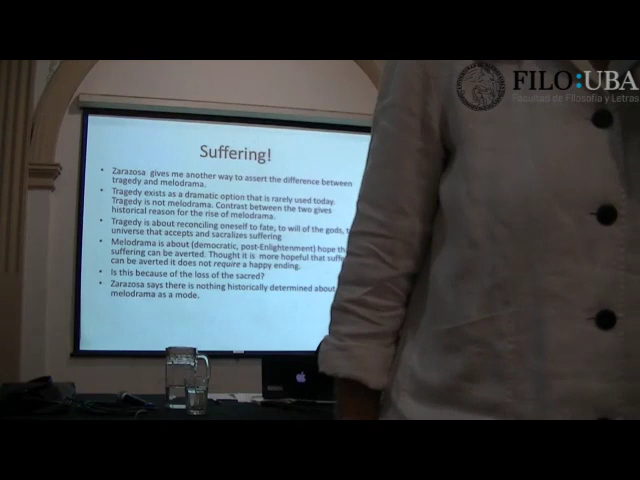 FILO:UBA
Facultad de Filosofía y Letras
Suffering!
• Zarazosa gives me another way to assert the difference between
tragedy and melodrama.
• Tragedy exists as a dramatic option that is rarely used today.
Tragedy is not melodrama. Contrast between the two gives
historical reason for the rise of melodrama.
• Tragedy is about reconciling oneself to fate, to will of the gods,
universe that accepts and sacralizes suffering
• Melodrama is about (democratic, post-Enlightenment) hope
suffering can be averted. Thought it is more hopeful that
can be averted it does not require a happy ending.
• Is this because of the loss of the sacred?
• Zarazosa says there is nothing historically determined about
melodrama as a mode.